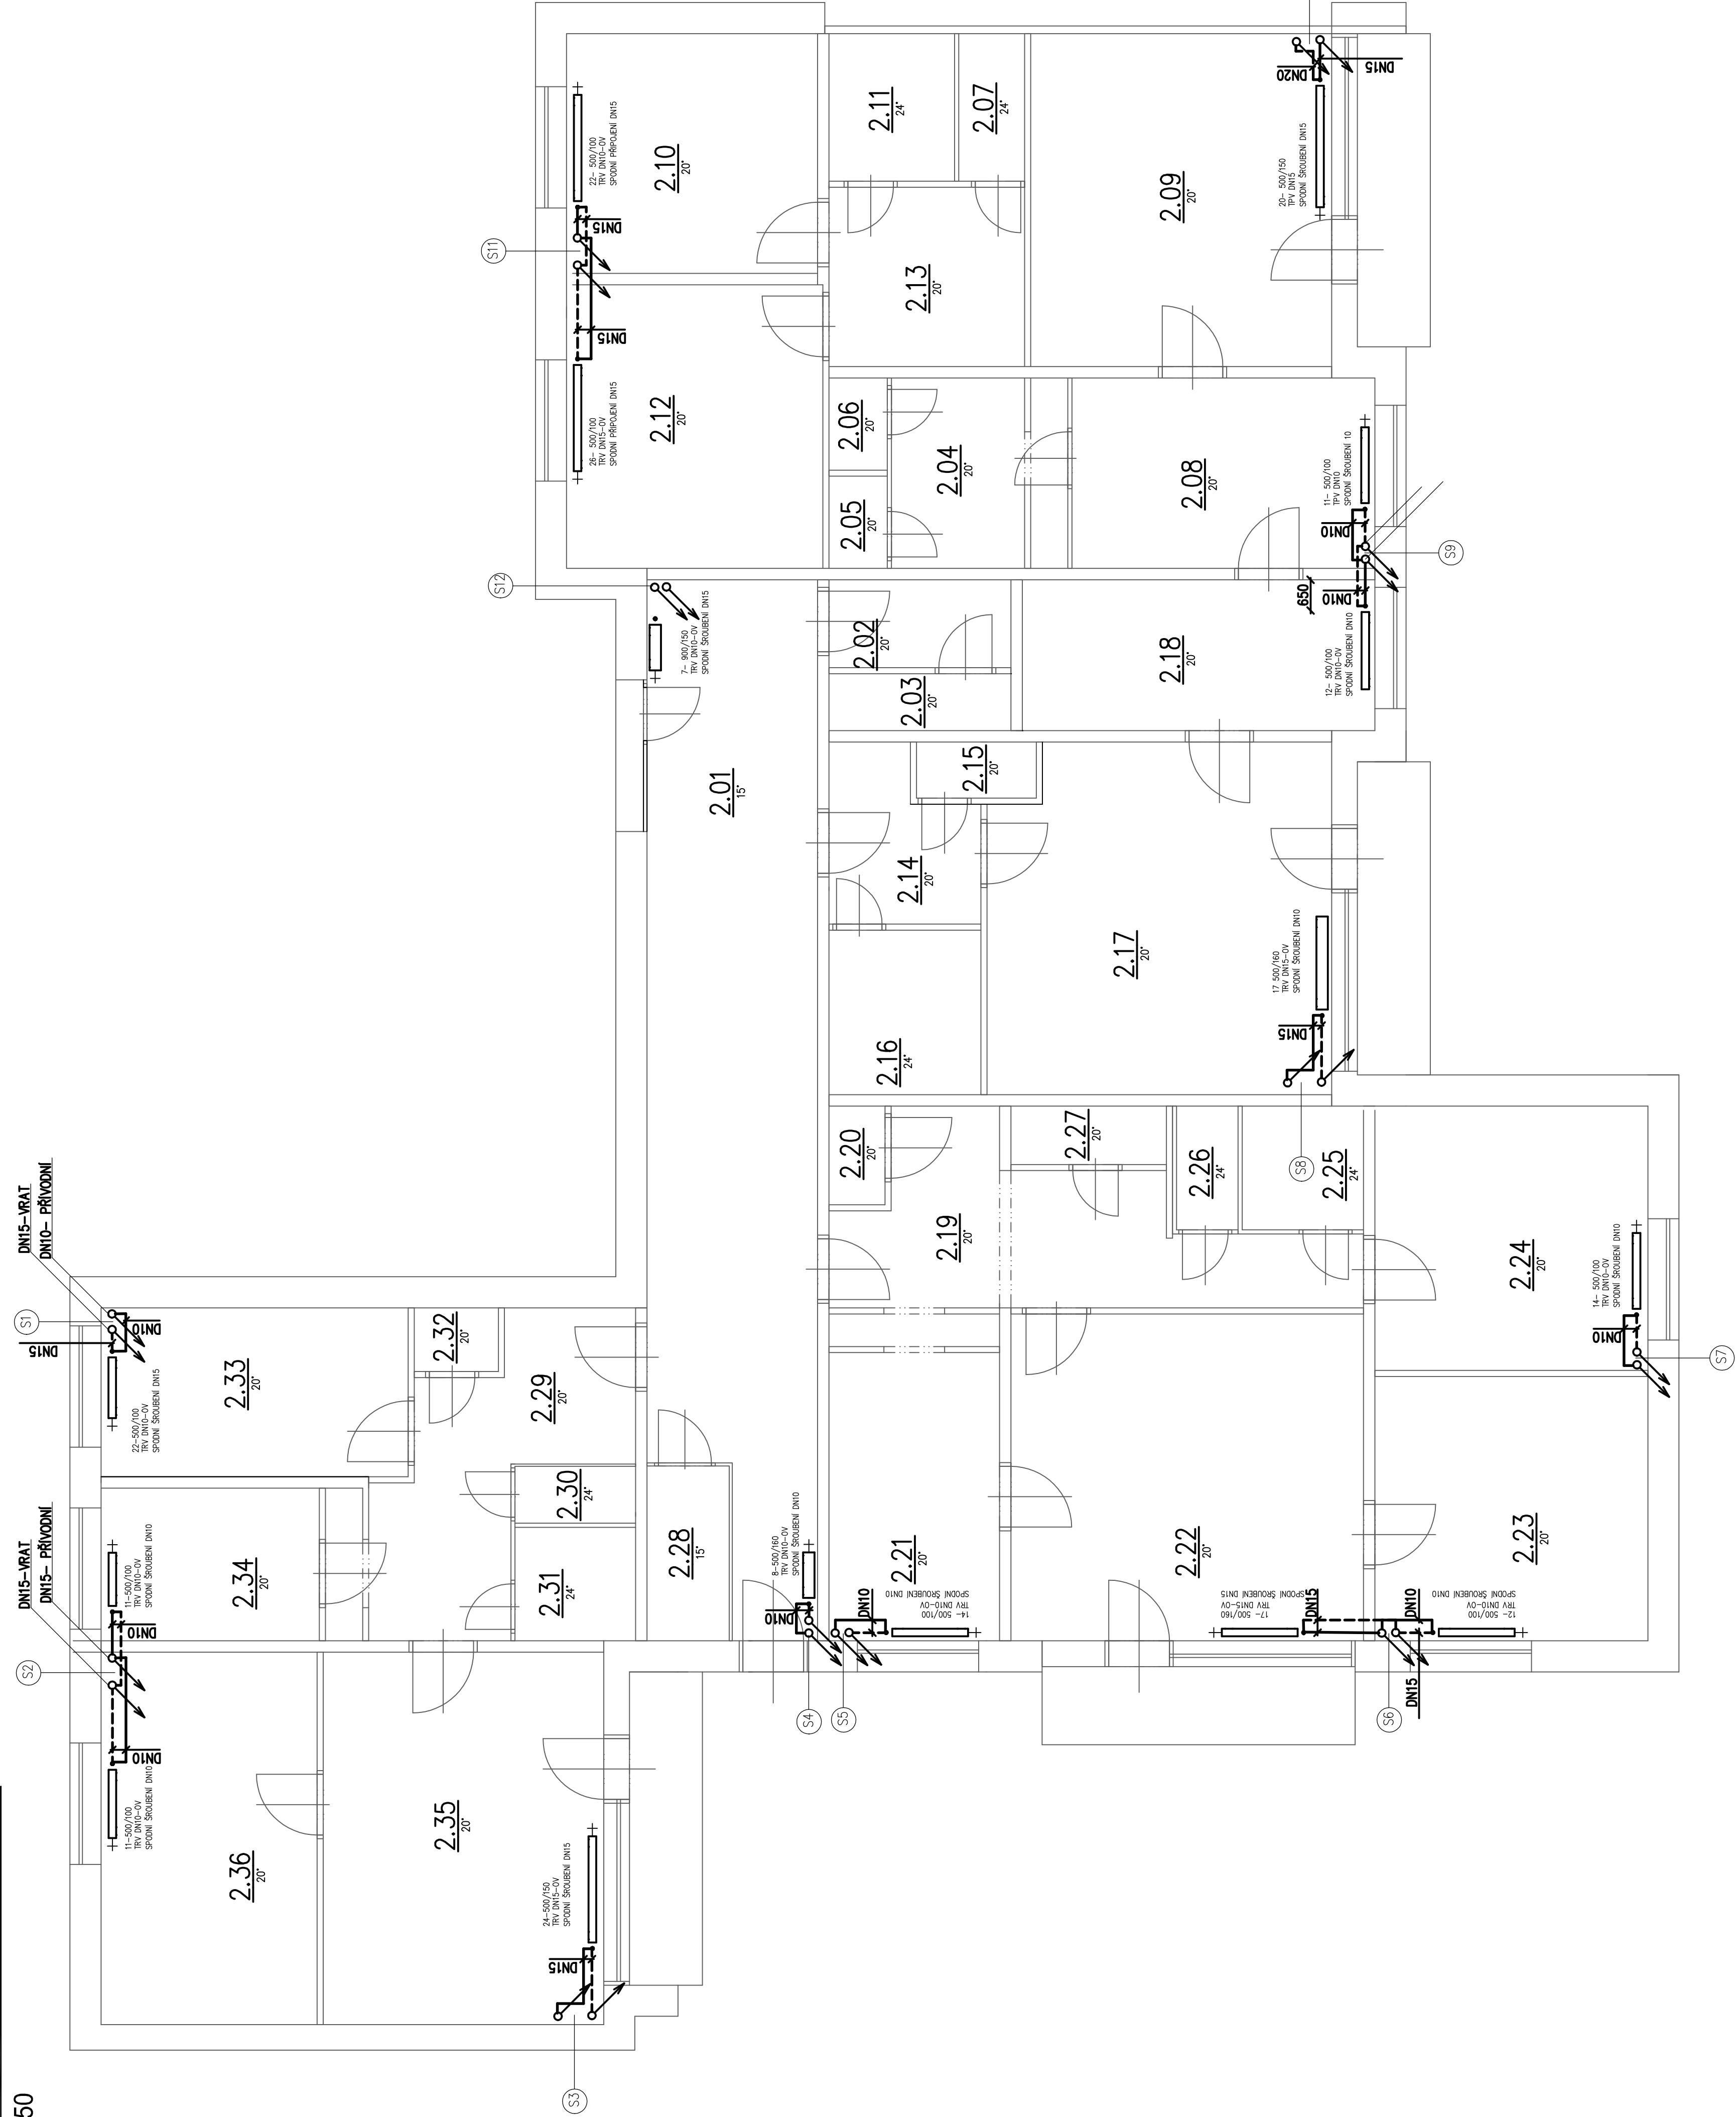 DN15-VRAT
DN10- PŘÍVODNÍ
S1
DN15
DN10
22-500/100
TRV DN10-OV
SPODNÍ ŠROUBENÍ DN15
2.33
20°
2.32
20°
2.29
20°
DN15-VRAT
DN15- PŘÍVODNÍ
S2
11-500/100
TRV DN10-OV
SPODNÍ ŠROUBENÍ DN10
DN10
DN10
11-500/100
TRV DN10-OV
SPODNÍ ŠROUBENÍ DN10
2.34
20°
2.30
24°
2.31
24°
2.28
15°
2.36
20°
2.35
20°
24-500/150
TRV DN15-OV
SPODNÍ ŠROUBENÍ DN15
DN15
S3
50
S11
22- 500/100
TRV DN10-OV
SPODNÍ PŘIPOJENÍ DN15
DN15
DN15
26- 500/100
TRV DN15-OV
SPODNÍ PŘIPOJENÍ DN15
2.10
20°
2.12
20°
2.11
24°
2.07
24°
2.13
20°
2.09
20°
DN20
DN15
20- 500/150
TPV DN15
SPODNÍ ŠROUBENÍ DN15
2.06
20°
2.05
20°
2.04
20°
2.08
20°
11- 500/100
TPV DN10
SPODNÍ ŠROUBENÍ 10
DN10
S9
650
DN10
12- 500/100
TRV DN10-OV
SPODNÍ ŠROUBENÍ DN10
S12
7- 900/150
TRV DN10-OV
SPODNÍ ŠROUBENÍ DN15
2.01
15°
2.02
20°
2.03
20°
2.18
20°
2.15
20°
2.14
20°
2.16
24°
2.17
20°
17 500/160
TRV DN15-OV
SPODNÍ ŠROUBENÍ DN10
DN15
S8
2.20
20°
2.19
20°
2.27
20°
2.26
24°
2.25
24°
2.24
20°
14- 500/100
TRV DN10-OV
SPODNÍ ŠROUBENÍ DN10
DN10
S7
8-500/160
TRV DN10-OV
SPODNÍ ŠROUBENÍ DN10
DN10
S4
S5
DN10
2.21
20°
14- 500/100
TRV DN10-OV
SPODNÍ ŠROUBENÍ DN10
2.22
20°
17- 500/160
TRV DN15-OV
SPODNÍ ŠROUBENÍ DN15
DN15
DN10
DN15
S6
12- 500/100
TRV DN10-OV
SPODNÍ ŠROUBENÍ DN10
2.23
20°